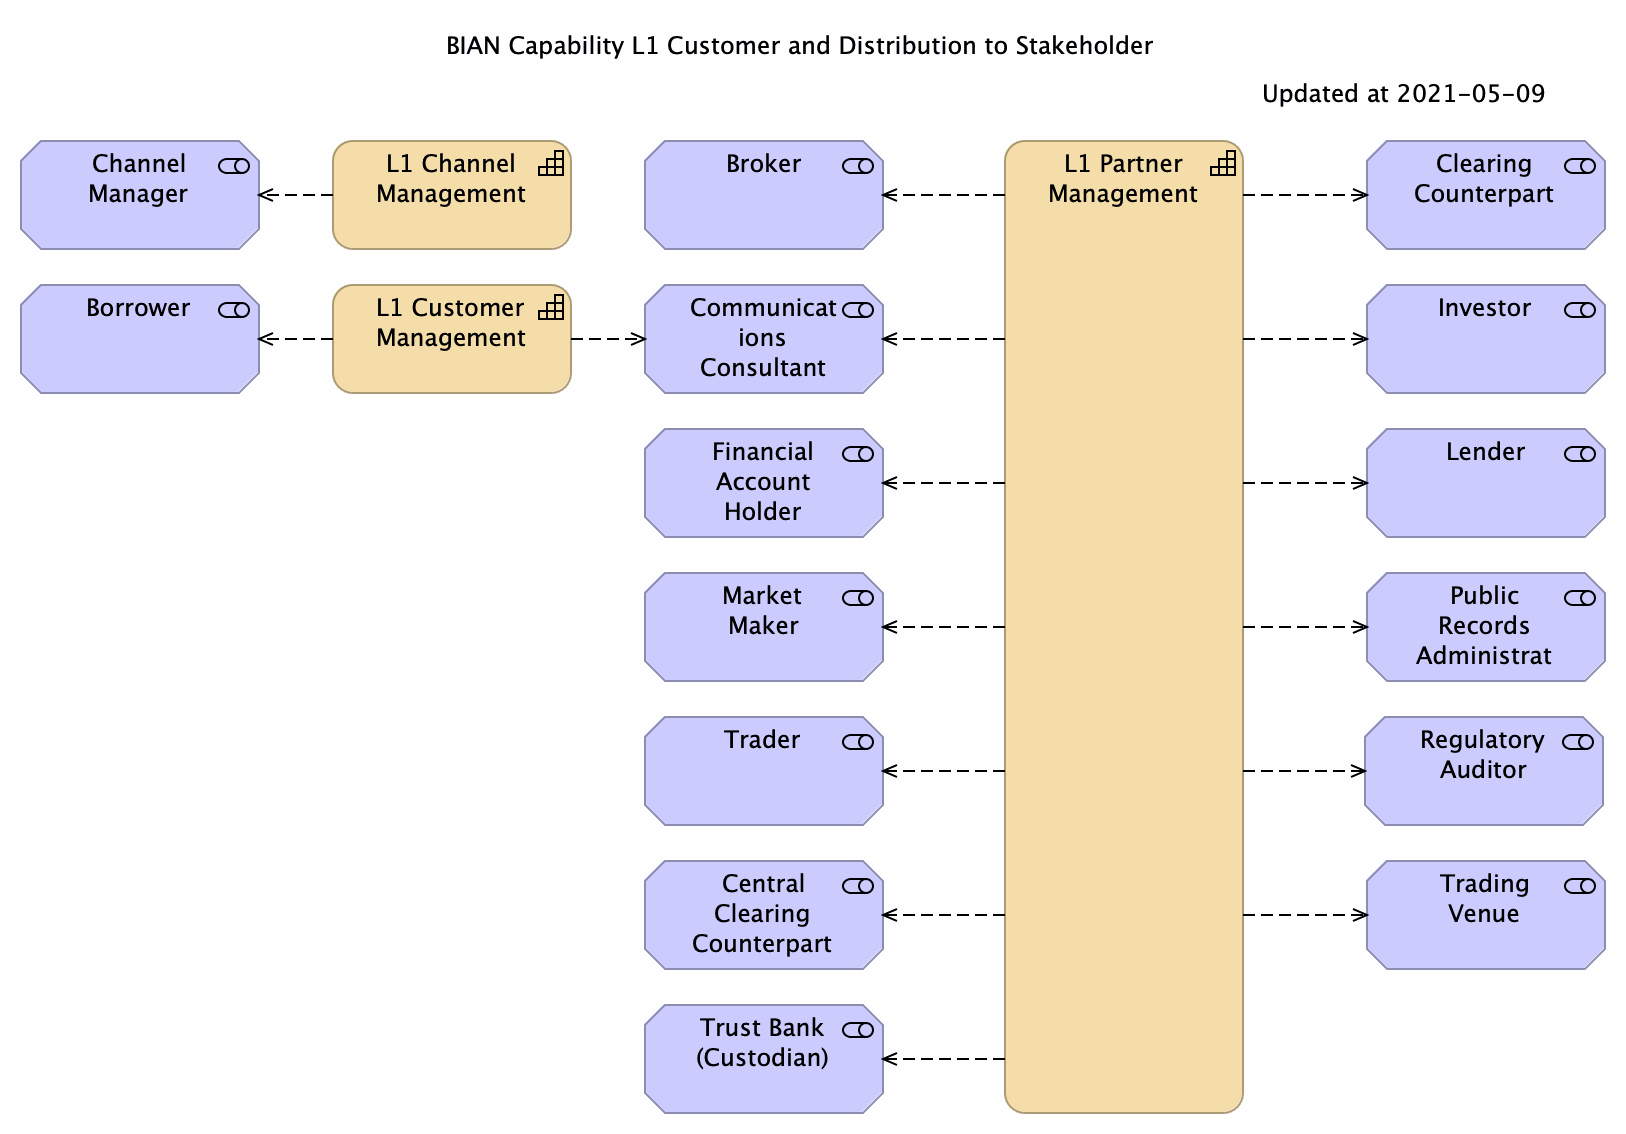 BIAN Capability L1 Customer and Distribution to Stakeholder
Updated at 2021-05-09
Channel
Manager
L1 Channel
Management
Broker
L1 Partner
Management
Clearing
Counterpart
Borrower
L1 Customer
Management
Communicat
ions
Consultant
Investor
Financial
Account
Holder
Lender
Market
Maker
Public
Records
Administrat
Trader
Regulatory
Auditor
Central
Clearing
Counterpart
Trading
Venue
Trust Bank
(Custodian)